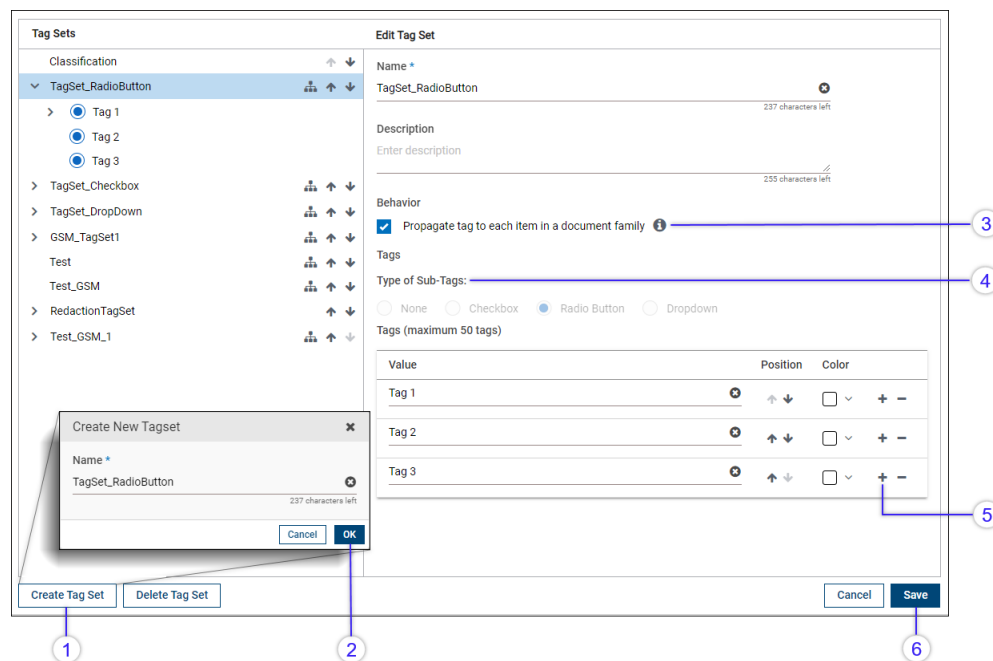 Tag Sets
Classification
TagSet_RadioButton
Tag 1
Tag 2
Tag 3
TagSet_Checkbox
TagSet_DropDown
GSM_TagSet1
Test
Test_GSM
RedactionTagSet
Test_GSM_1
Create New Tagset
Name *
TagSet_RadioButton
237 characters left
Cancel OK
Create Tag Set Delete Tag Set
Edit Tag Set
Name *
TagSet_RadioButton
237 characters left
Description
Enter description
255 characters left
Behavior
Propagate tag to each item in a document family
Tags
Type of Sub-Tags:
None Checkbox Radio Button Dropdown
Tags (maximum 50 tags)
Value Position Color
Tag 1
Tag 2
Tag 3
Cancel Save
3
4
5
1 2 6